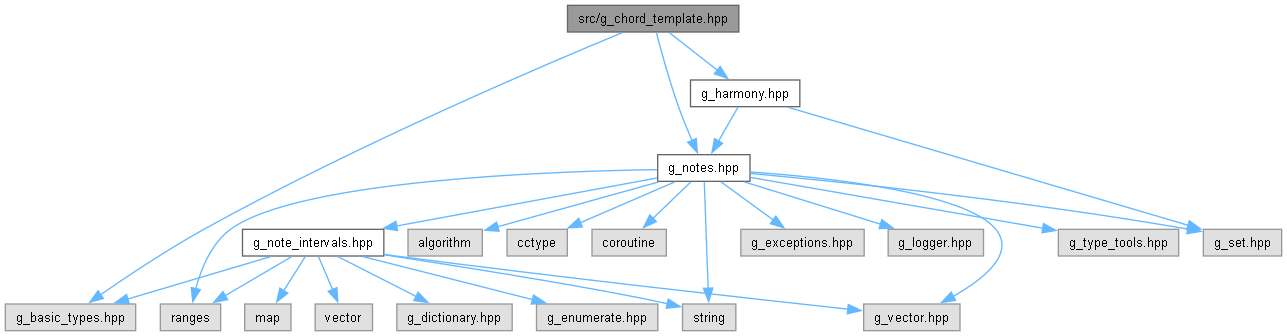 src/g_chord_template.hpp
g_harmony.hpp
g_notes.hpp
g_note_intervals.hpp
algorithm
cctype
coroutine
g_exceptions.hpp
g_logger.hpp
g_type_tools.hpp
g_set.hpp
g_basic_types.hpp
ranges
map
vector
g_dictionary.hpp
g_enumerate.hpp
string
g_vector.hpp